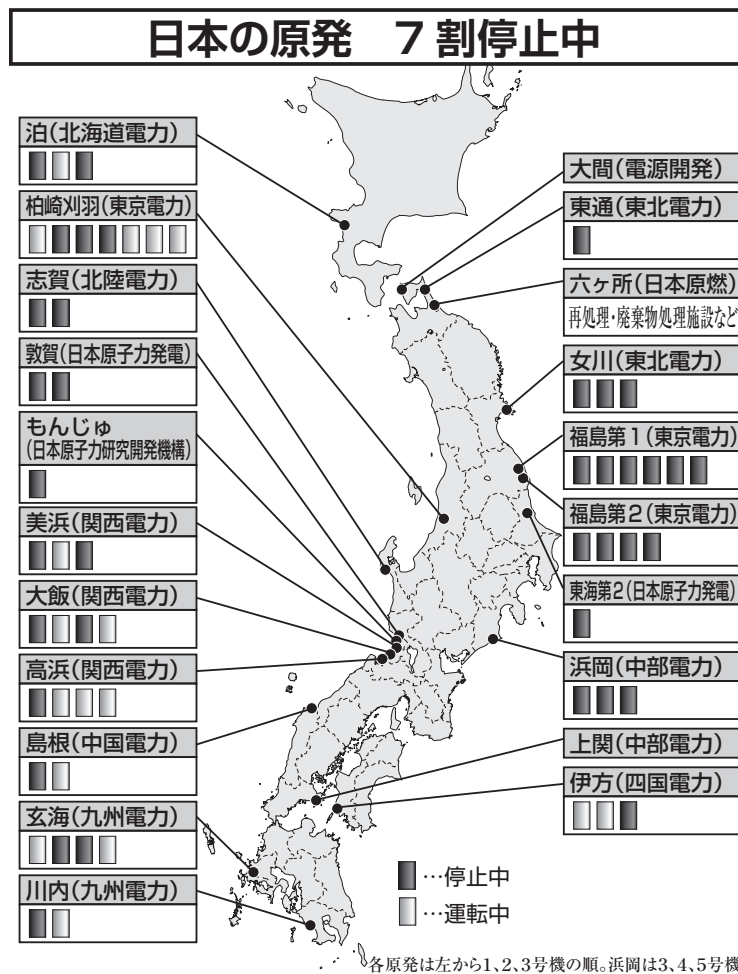 日本の原発　7割停止中
泊(北海道電力)
柏崎刈羽(東京電力)
志賀(北陸電力)
敦賀(日本原子力発電)
もんじゅ
(日本原子力研究開発機構)
美浜(関西電力)
大飯(関西電力)
高浜(関西電力)
島根(中国電力)
玄海(九州電力)
川内(九州電力)
大間(電源開発)
東通(東北電力)
六ヶ所(日本原燃)
再処理・廃棄物処理施設など
女川(東北電力)
福島第1(東京電力)
福島第2(東京電力)
東海第2(日本原子力発電)
浜岡(中部電力)
上関(中部電力)
伊方(四国電力)
…停止中
…運転中
各原発は左から1、2、3号機の順。浜岡は3、4、5号機